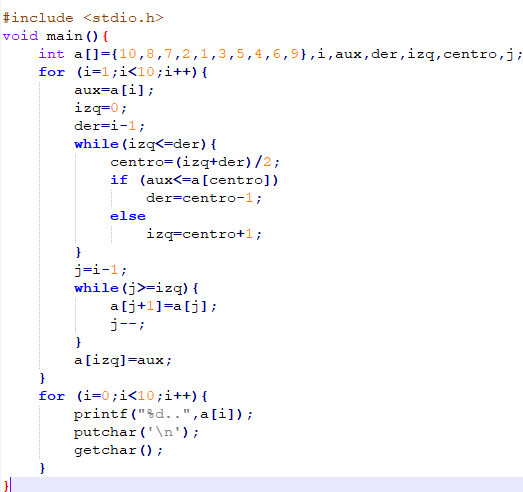 #include <stdio.h>
void main(){
    int a[]={10,8,7,2,1,3,5,4,6,9},i,aux,der,izq,centro,j;
    for (i=1;i<10;i++){
        aux=a[i];
        izq=0;
        der=i-1;
        while(izq<=der){
            centro=(izq+der)/2;
            if (aux<=a[centro])
                der=centro-1;
            else
                izq=centro+1;
        }
        j=i-1;
        while(j>=izq){
            a[j+1]=a[j];
            j--;
        }
        a[izq]=aux;
    }
    for (i=0;i<10;i++){
        printf("%d..",a[i]);
        putchar('\n');
        getchar();
    }
}